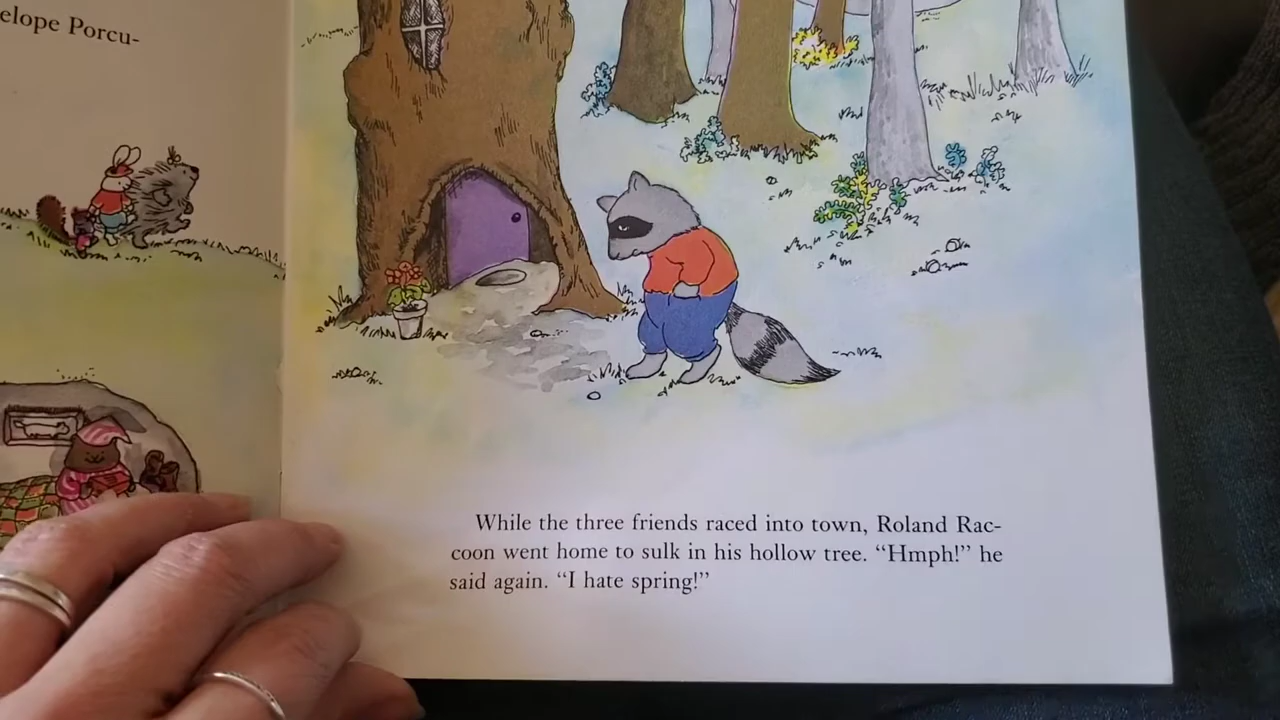 elope Porcu-
While the three friends raced into town, Roland Rac-
coon went home to sulk in his hollow tree. “Hmph!” he
said again. “I hate spring!”